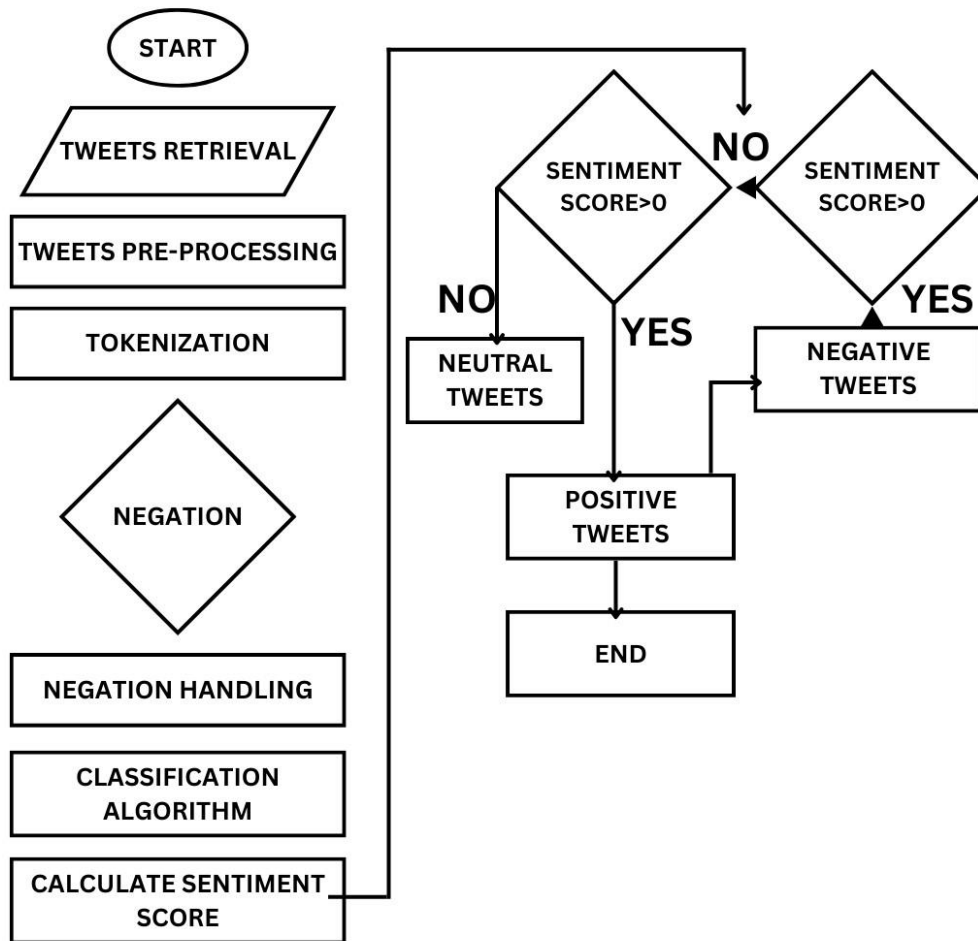 START
TWEETS RETRIEVAL
TWEETS PRE-PROCESSING
TOKENIZATION
NEGATION
NEGATION HANDLING
CLASSIFICATION
ALGORITHM
CALCULATE SENTIMENT
SCORE
SENTIMENT
SCORE>0
NO
SENTIMENT
SCORE>0
NO
YES
YES
NEUTRAL
TWEETS
NEGATIVE
TWEETS
POSITIVE
TWEETS
END